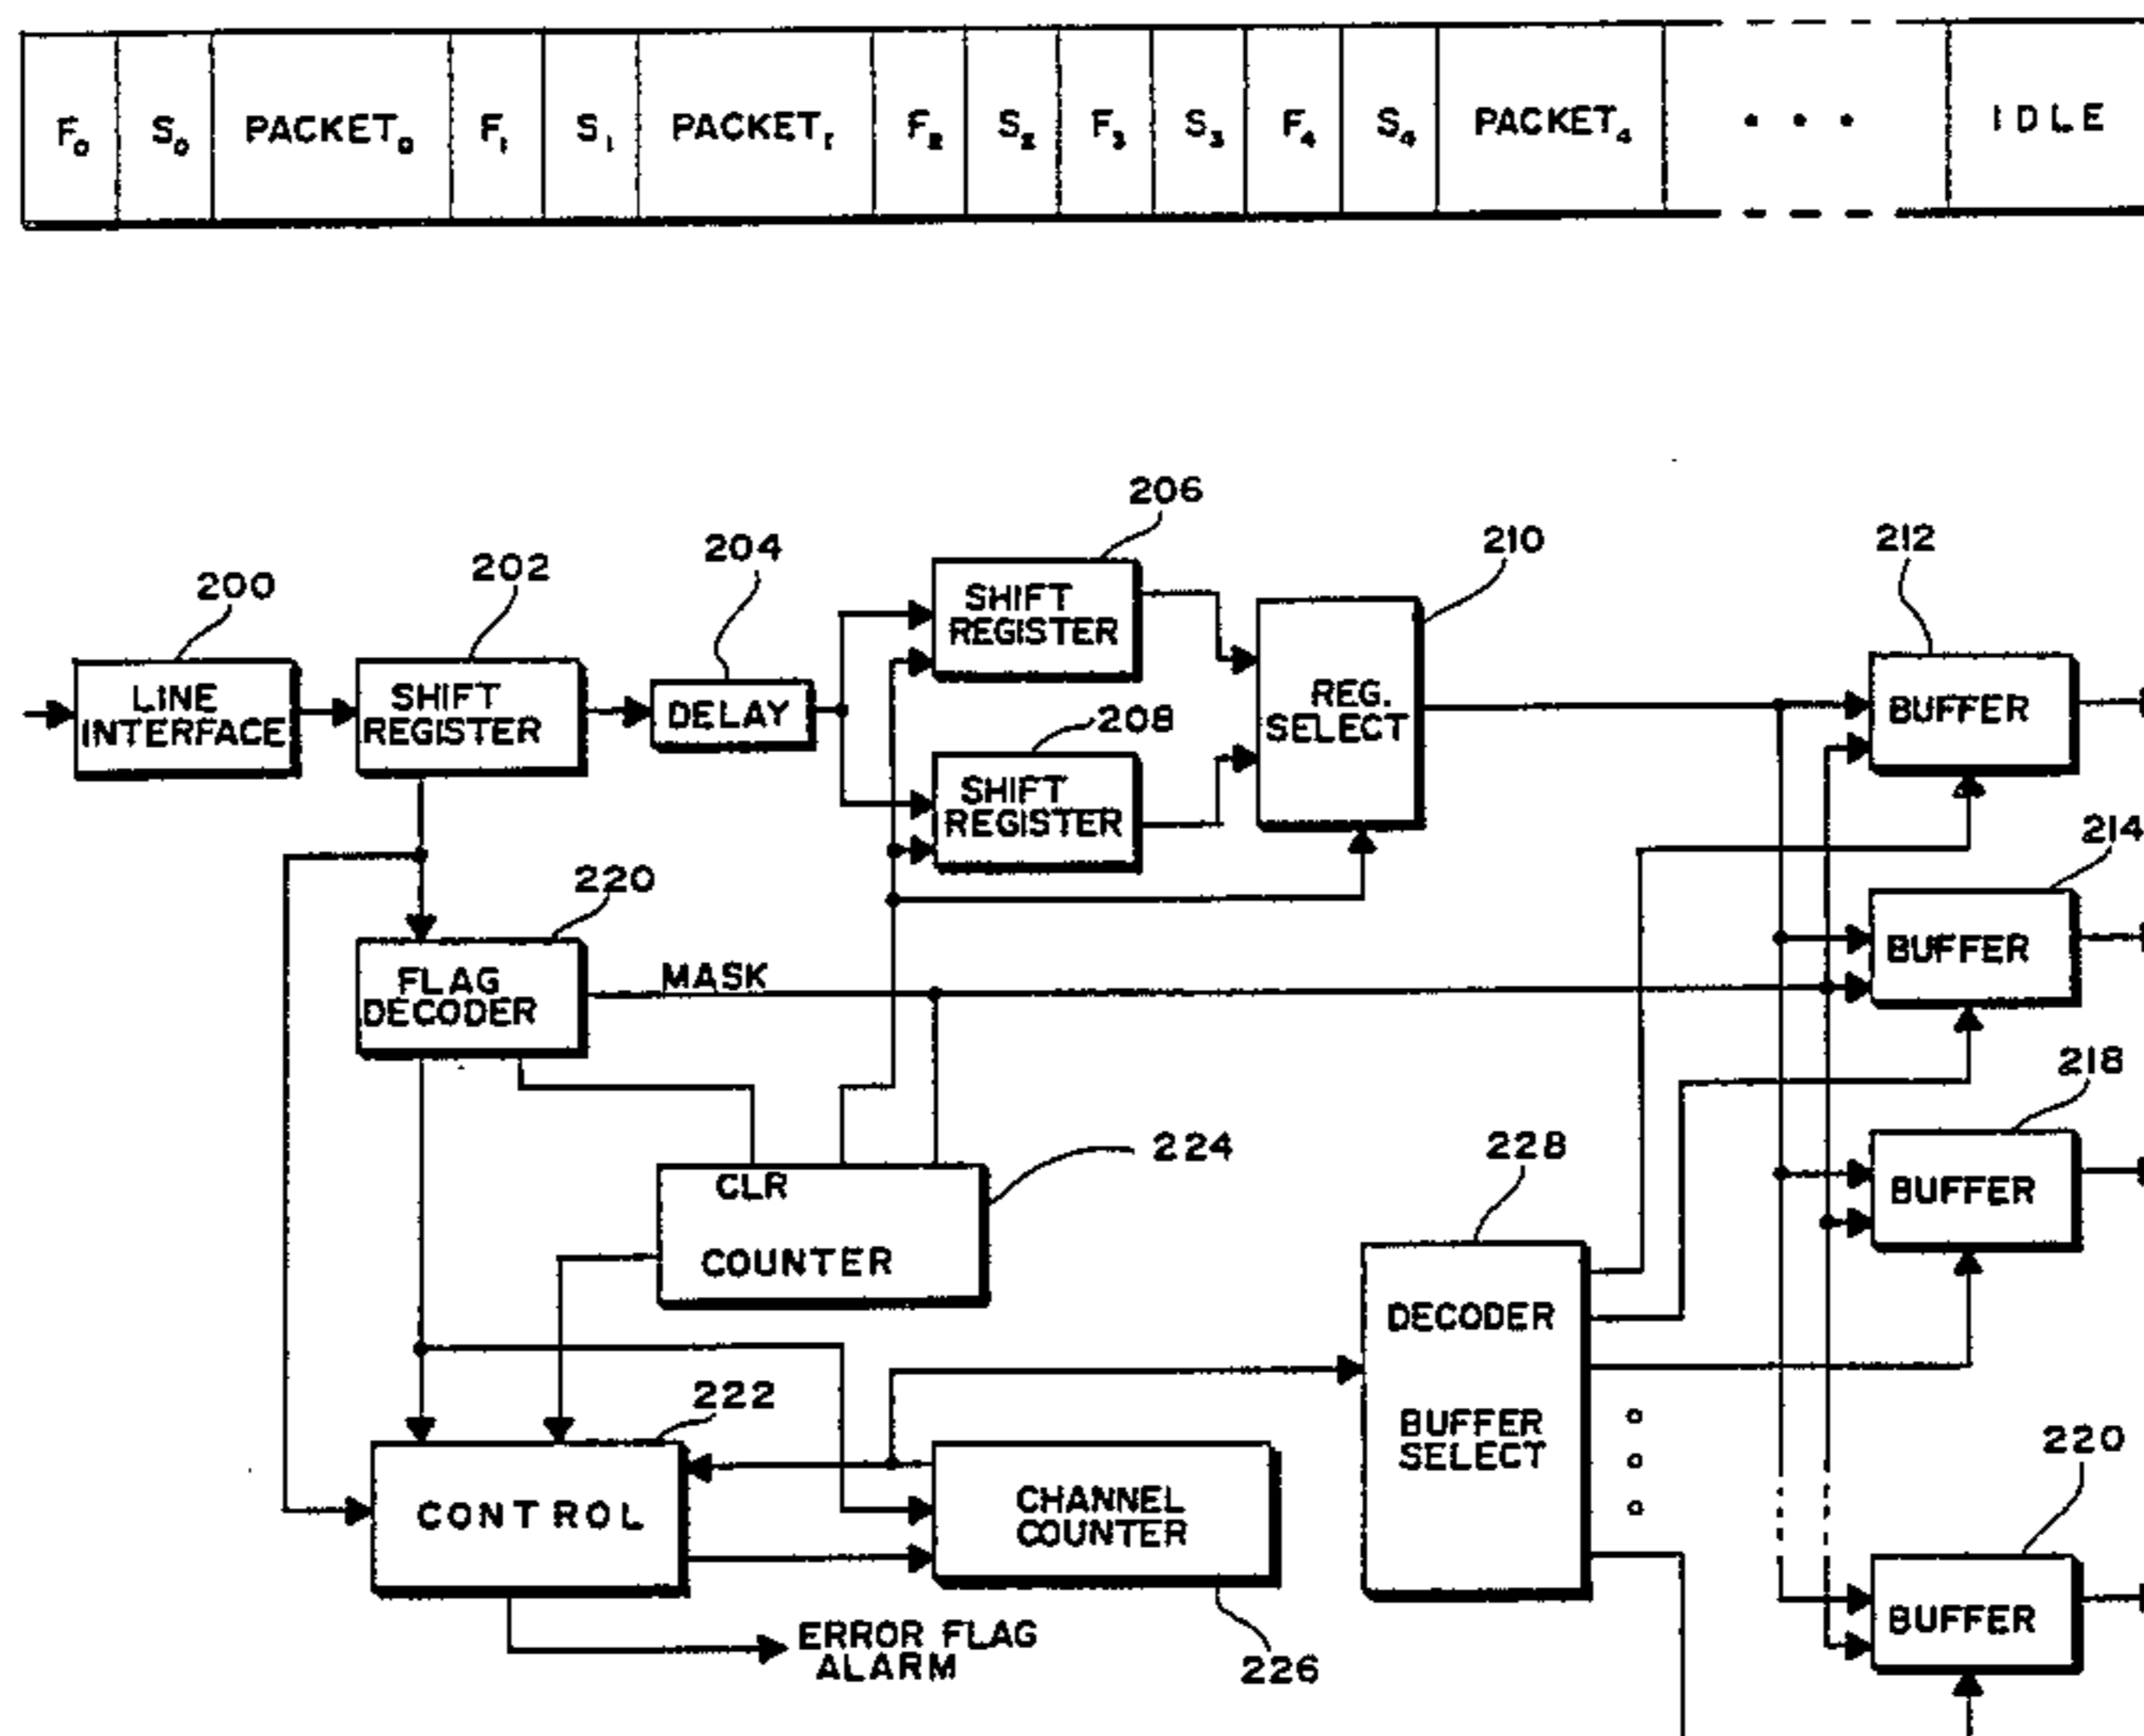 F₀ S₀ PACKET₀ F₁ S₁ PACKET₁ F₂ S₂ F₃ S₃ F₄ S₄ PACKET₄ • • • IDLE
206
210
212
204
202
200
SHIFT
REGISTER
LINE
INTERFACE
SHIFT
REGISTER
DELAY
REG.
SELECT
BUFFER
208
SHIFT
REGISTER
214
220
BUFFER
FLAG
DECODER
MASK
218
224
228
CLR
COUNTER
BUFFER
DECODER
BUFFER
SELECT
222
220
CONTROL
CHANNEL
COUNTER
BUFFER
ERROR FLAG
ALARM
226